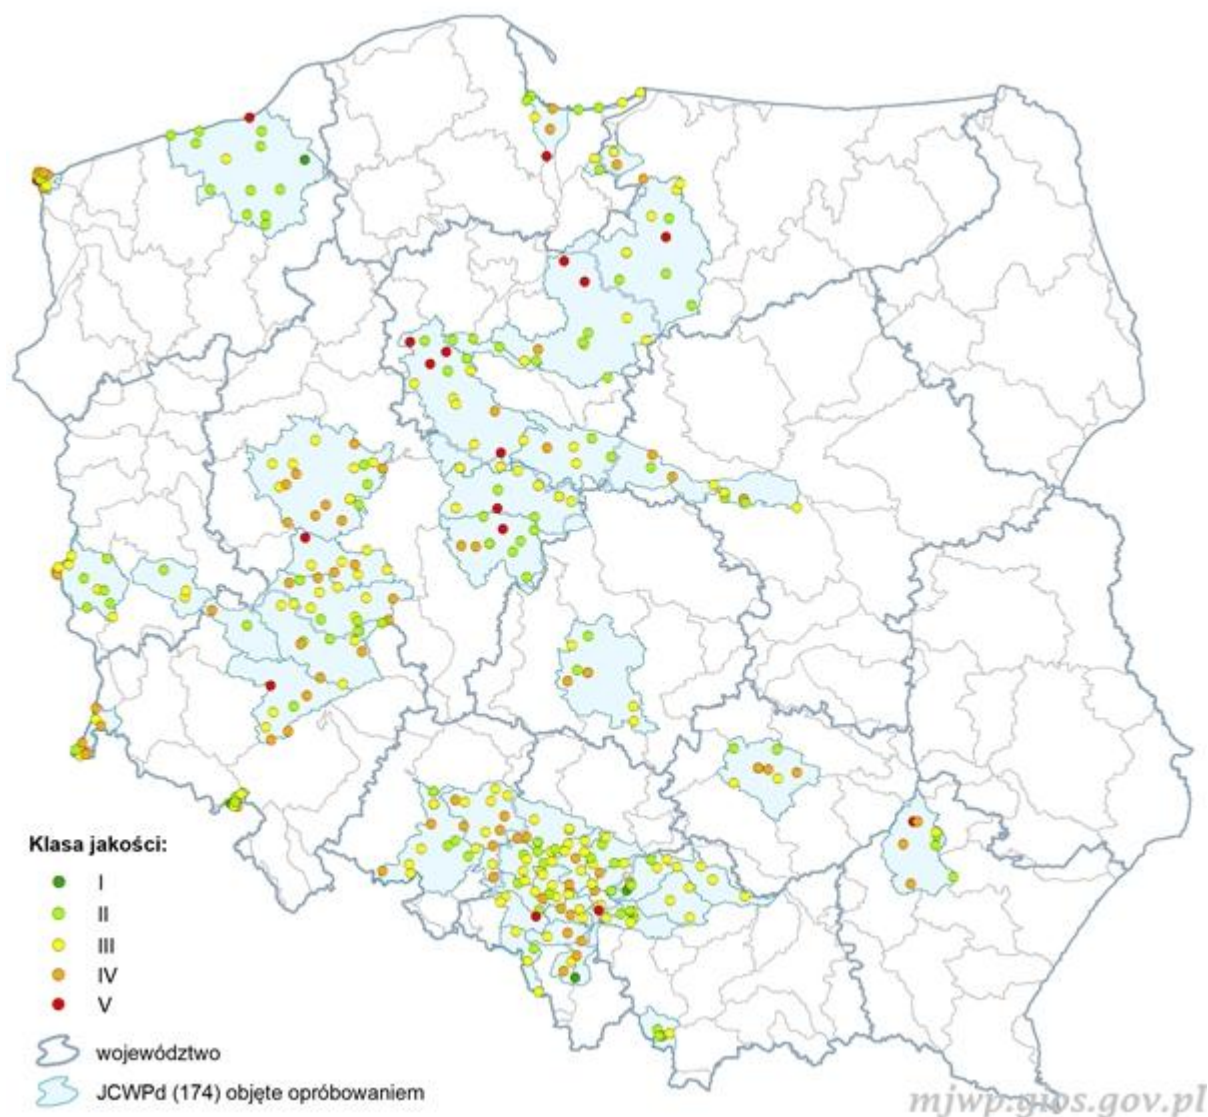 Klasa jakości:
I
II
III
IV
V
województwo
JCWPd (174) objęte opróbowaniem
mjwp.gios.gov.pl